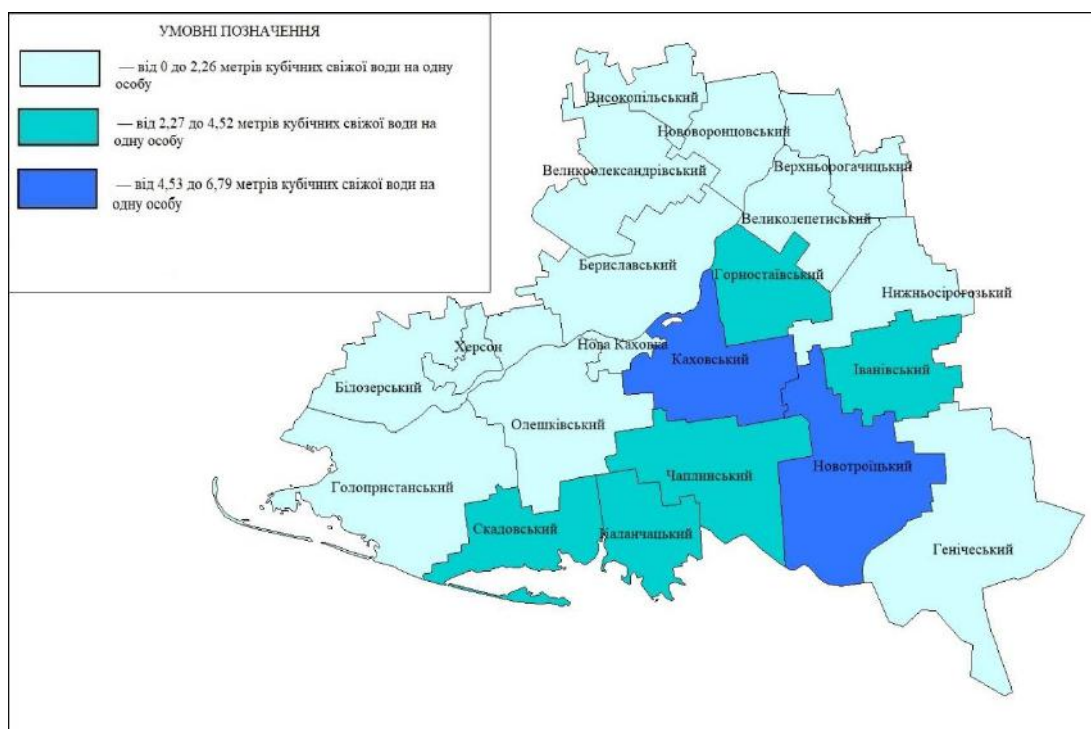 УМОВНІ ПОЗНАЧЕННЯ
— від 0 до 2,26 метрів кубічних свіжої води на одну
особу
— від 2,27 до 4,52 метрів кубічних свіжої води на
одну особу
— від 4,53 до 6,79 метрів кубічних свіжої води на
одну особу
Високопільський
Нововоронцовський
Великоолександрівський
Верхньорогачицький
Великолепетиський
Бериславський
Горностаївський
Нижньосірогозький
Херсон
Нова Каховка
Каховський
Іванівський
Білозерський
Олешківський
Чаплинський
Новотроїцький
Голопристанський
Скадовський
Каланчацький
Генічеський